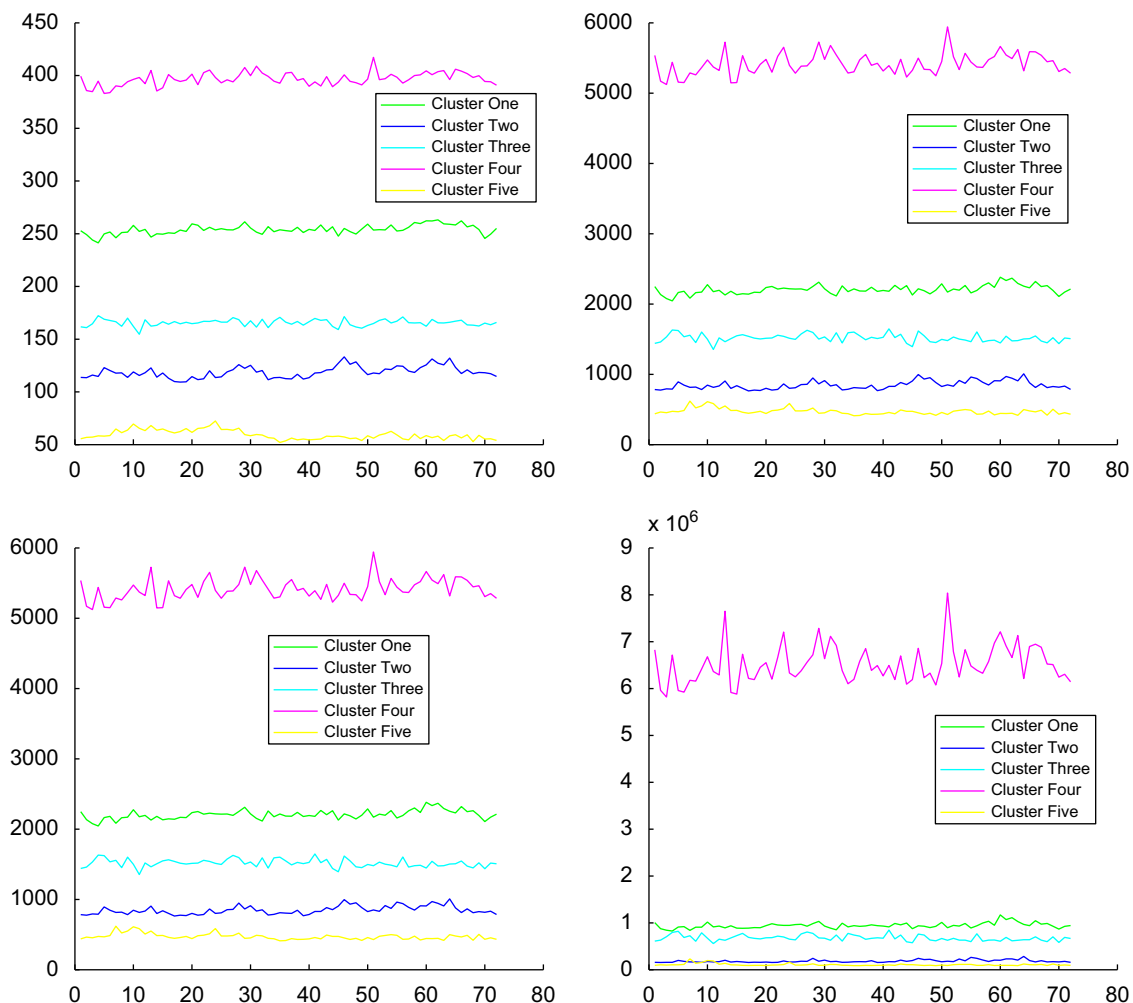 450
400
350
300
250
200
150
100
50
0 10 20 30 40 50 60 70 80
Cluster One
Cluster Two
Cluster Three
Cluster Four
Cluster Five
6000
5000
4000
3000
2000
1000
0
0 10 20 30 40 50 60 70 80
Cluster One
Cluster Two
Cluster Three
Cluster Four
Cluster Five
6000
5000
4000
3000
2000
1000
0
0 10 20 30 40 50 60 70 80
Cluster One
Cluster Two
Cluster Three
Cluster Four
Cluster Five
x 10⁶
9
8
7
6
5
4
3
2
1
0
0 10 20 30 40 50 60 70 80
Cluster One
Cluster Two
Cluster Three
Cluster Four
Cluster Five